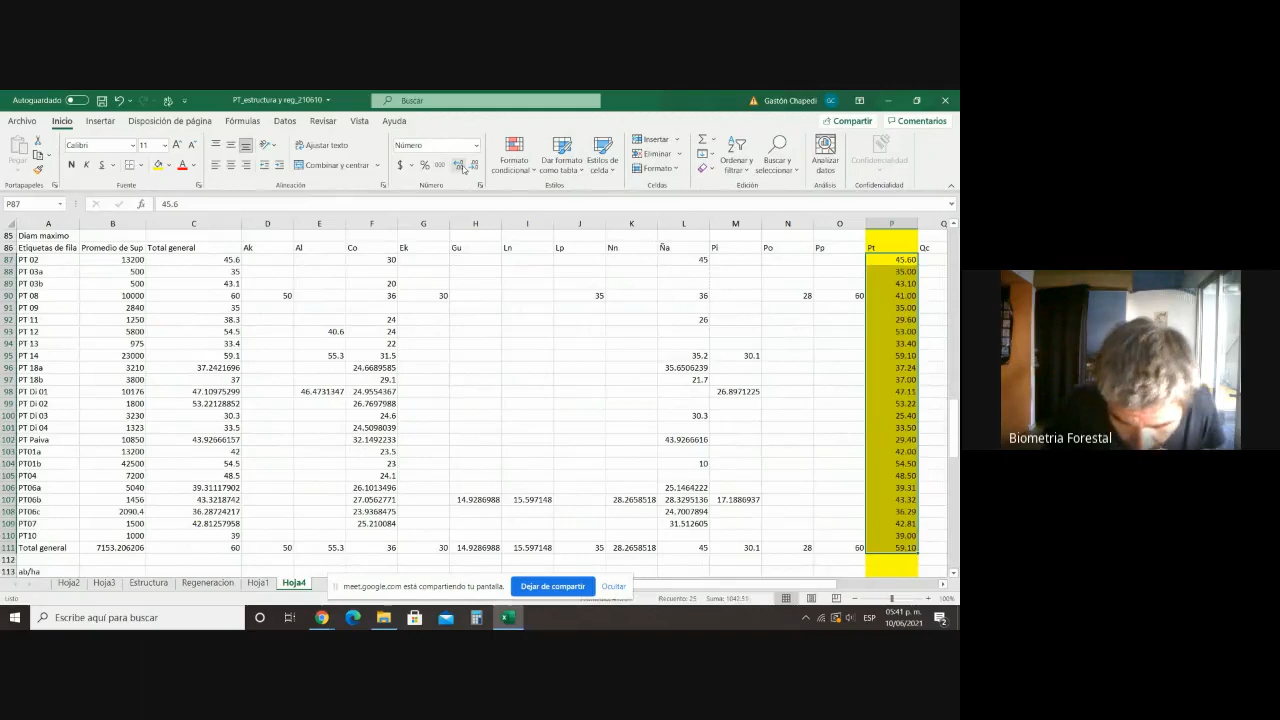 Autoguardado PT_estructura y reg_210610 Buscar Gastón Chapedi GC
Archivo Inicio Insertar Disposición de página Fórmulas Datos Revisar Vista Ayuda Compartir Comentarios
Pegar Calibri 11 Ajustar texto Número Insertar
N K S Combinar y centrar $ % 000 Formato condicional Dar formato como tabla Estilos de celda Eliminar Formato Ordenar y filtrar Buscar y seleccionar Analizar datos Confidencialidad
Portapapeles Fuente Alineación Número Estilos Celdas Edición Análisis Confidencialidad
P87 fx 45.6
A B C D E F G H I J K L M N O P Q
85 Diam maximo
86 Etiquetas de fila Promedio de Sup Total general Ak Al Co Ek Gu Ln Lp Nn Ña Pi Po Pp Pt Qc
87 PT 02 13200 45.6 30 45 45.60
88 PT 03a 500 35 35.00
89 PT 03b 500 43.1 20 43.10
90 PT 08 10000 60 50 36 30 35 36 28 60 41.00
91 PT 09 2840 35 35.00
92 PT 11 1250 38.3 24 26 29.60
93 PT 12 5800 54.5 40.6 24 53.00
94 PT 13 975 33.4 22 33.40
95 PT 14 23000 59.1 55.3 31.5 35.2 30.1 59.10
96 PT 18a 3210 37.2421696 24.6689585 35.6506239 37.24
97 PT 18b 3800 37 29.1 21.7 37.00
98 PT Di 01 10176 47.10975299 46.4731347 24.9554367 26.8971225 47.11
99 PT Di 02 1800 53.22128852 26.7697988 53.22
100 PT Di 03 3230 30.3 24.6 30.3 25.40
101 PT Di 04 1323 33.5 24.5098039 33.50
102 PT Paiva 10850 43.92666157 32.1492233 43.9266616 29.40
103 PT01a 13200 42 23.5 42.00
104 PT01b 42500 54.5 23 10 54.50
105 PT04 7200 48.5 24.1 48.50
106 PT06a 5040 39.31117902 26.1013496 25.1464222 39.31
107 PT06b 1456 43.3218742 27.0562771 14.9286988 15.597148 28.2658518 28.3295136 17.1886937 43.32
108 PT06c 2090.4 36.28724217 23.9368475 24.7007894 36.29
109 PT07 1500 42.81257958 25.210084 31.512605 42.81
110 PT10 1000 39 39.00
111 Total general 7153.206206 60 50 55.3 36 30 14.9286988 15.597148 35 28.2658518 45 30.1 28 60 59.10
112
113 ab/ha
Hoja2 Hoja3 Estructura Regeneracion Hoja1 Hoja4
meet.google.com está compartiendo tu pantalla. Dejar de compartir Ocultar
Listo Recuento: 25 Suma: 1042.51 100%
Escribe aquí para buscar ESP 05:41 p. m. 10/06/2021 2
Biometria Forestal